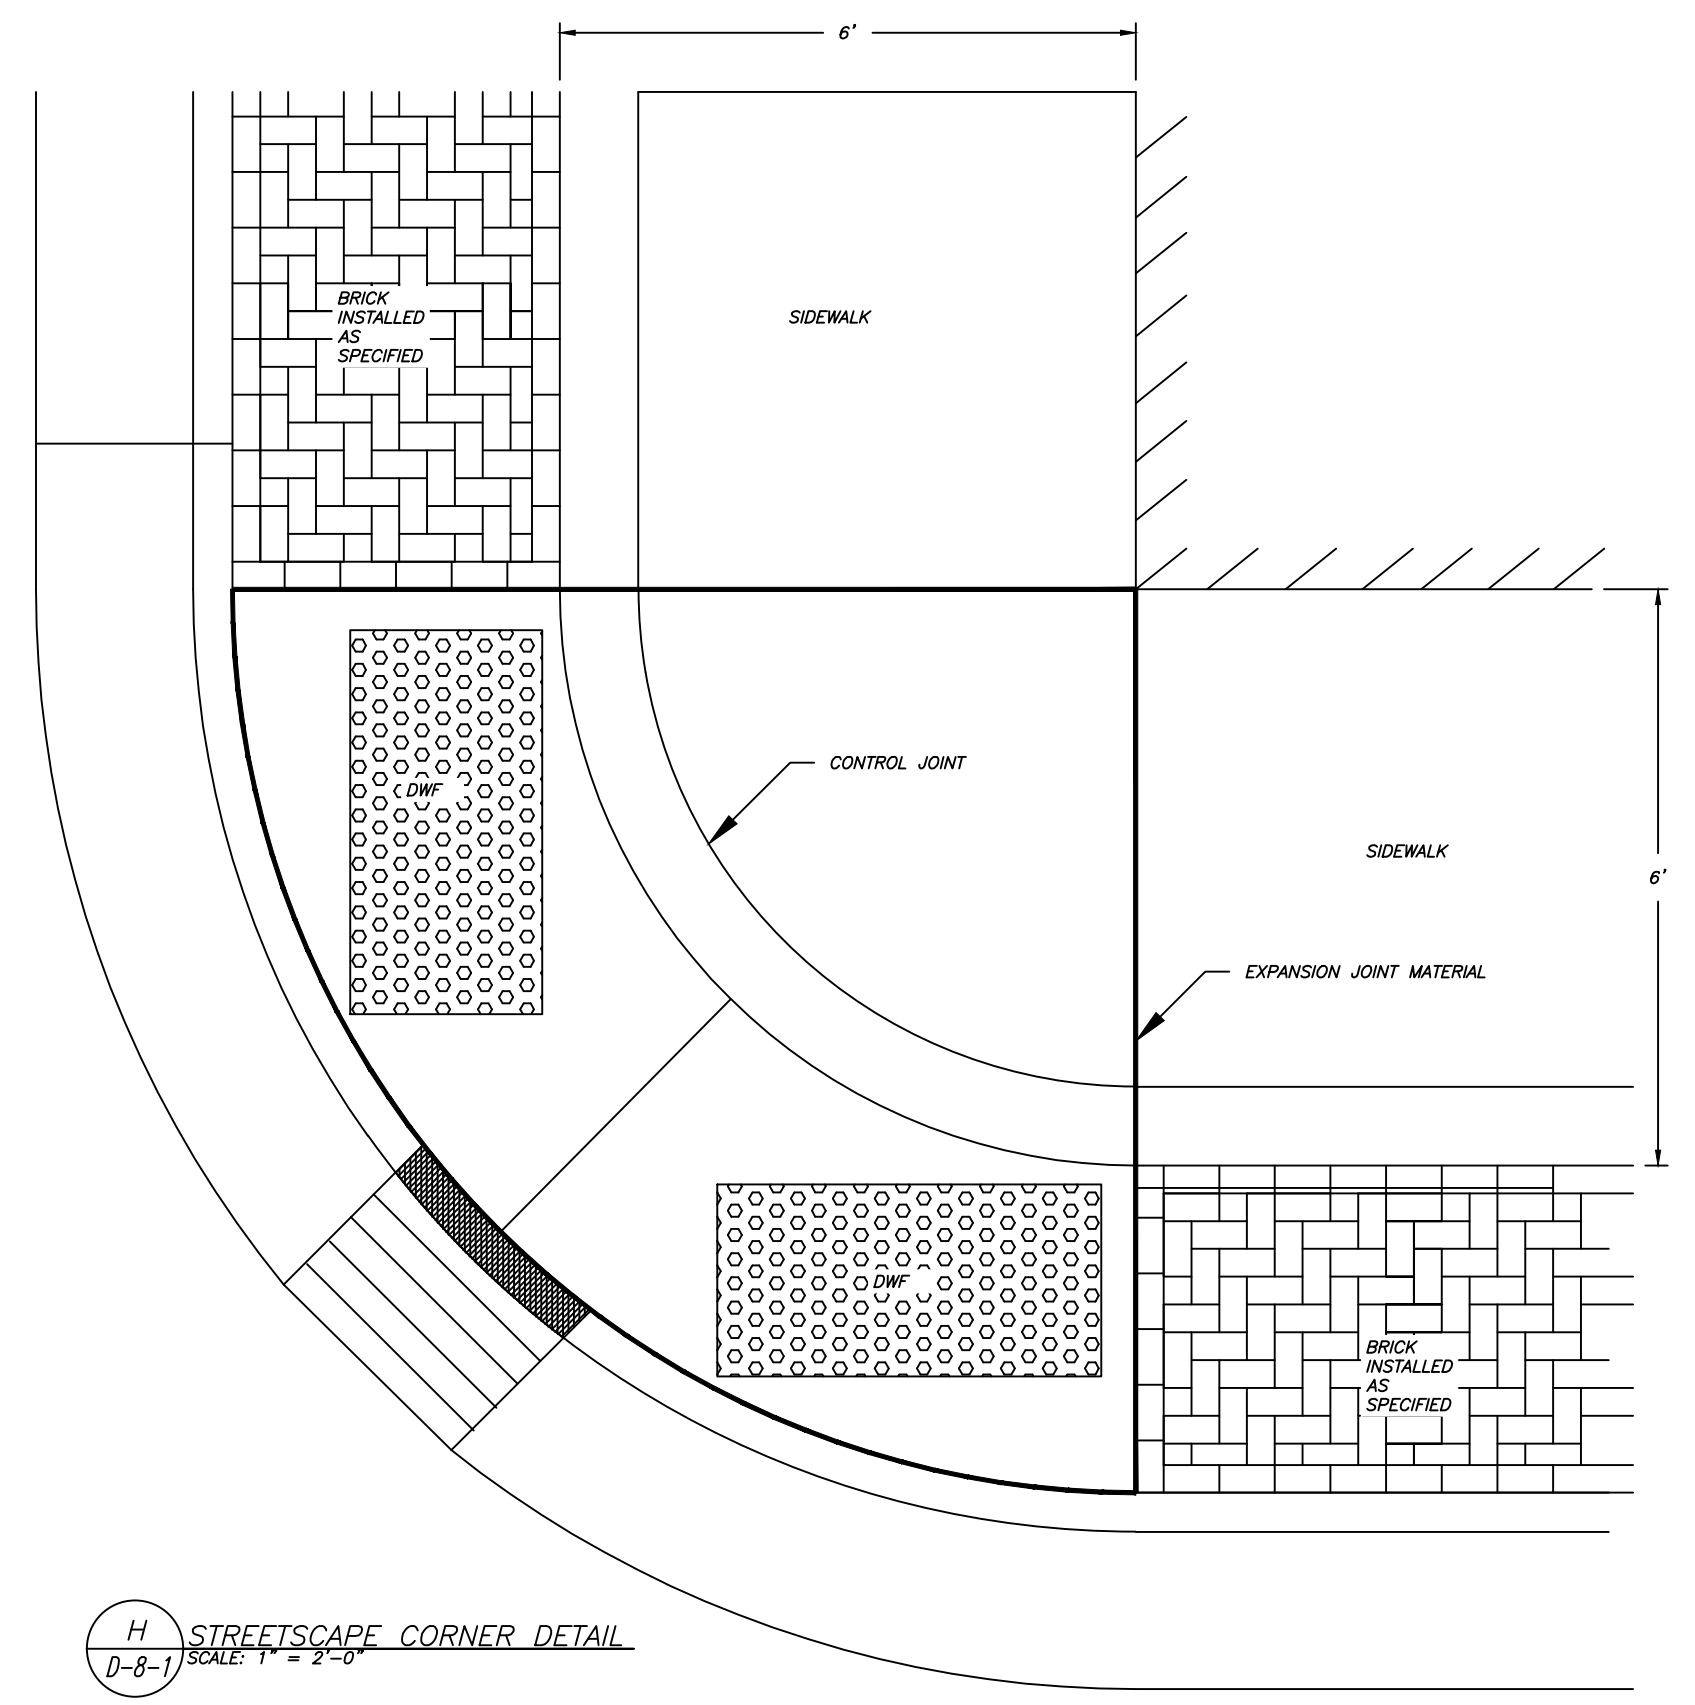 6'
BRICK
INSTALLED
AS
SPECIFIED
SIDEWALK
CONTROL JOINT
DWF
SIDEWALK
6'
EXPANSION JOINT MATERIAL
DWF
BRICK
INSTALLED
AS
SPECIFIED
H
D-8-1
STREETSCAPE CORNER DETAIL
SCALE: 1" = 2'-0"